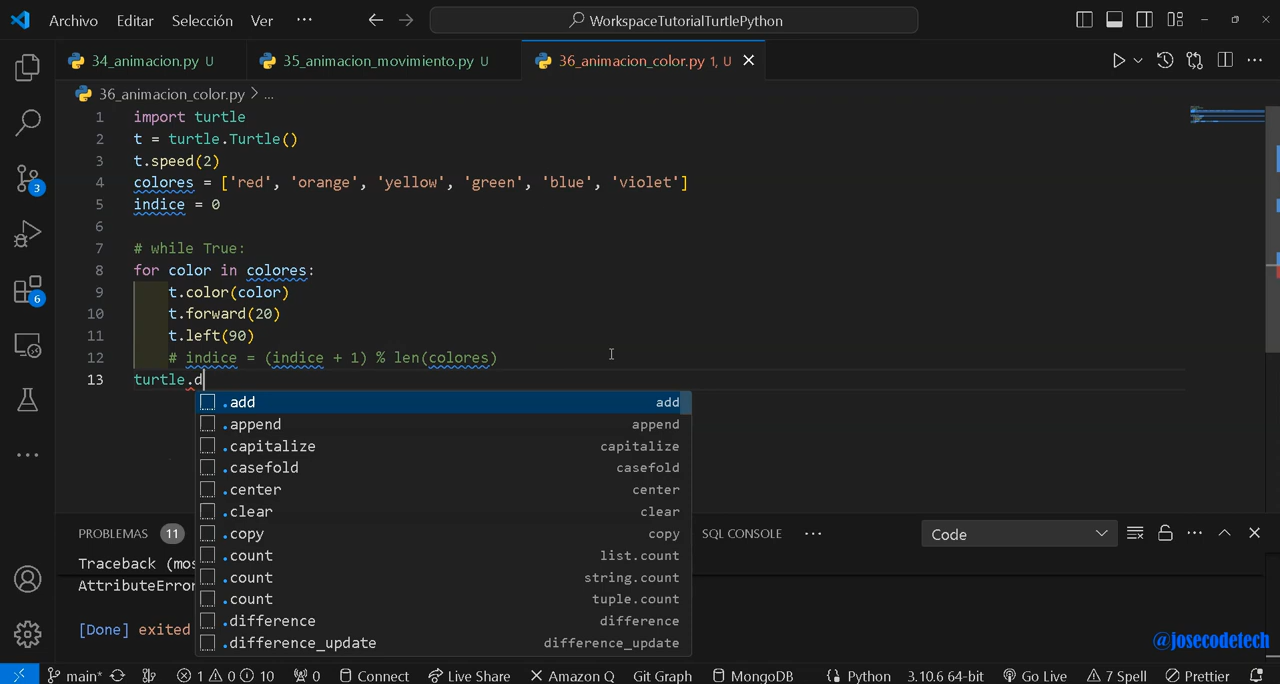 Archivo Editar Selección Ver ··· WorkspaceTutorialTurtlePython
34_animacion.py U 35_animacion_movimiento.py U 36_animacion_color.py 1, U
36_animacion_color.py > ...
1 import turtle
2 t = turtle.Turtle()
3 t.speed(2)
4 colores = ['red', 'orange', 'yellow', 'green', 'blue', 'violet']
5 indice = 0
6
7 # while True:
8 for color in colores:
9 t.color(color)
10 t.forward(20)
11 t.left(90)
12 # indice = (indice + 1) % len(colores)
13 turtle.d
.add add
.append append
.capitalize capitalize
.casefold casefold
.center center
.clear clear
.copy copy
.count list.count
.count string.count
.count tuple.count
.difference difference
.difference_update difference_update
3
6
PROBLEMAS 11 SQL CONSOLE ··· Code
Traceback (mos
AttributeError
[Done] exited
@josecodetech
main* 1 0 10 0 Connect Live Share Amazon Q Git Graph MongoDB Python 3.10.6 64-bit Go Live 7 Spell Prettier